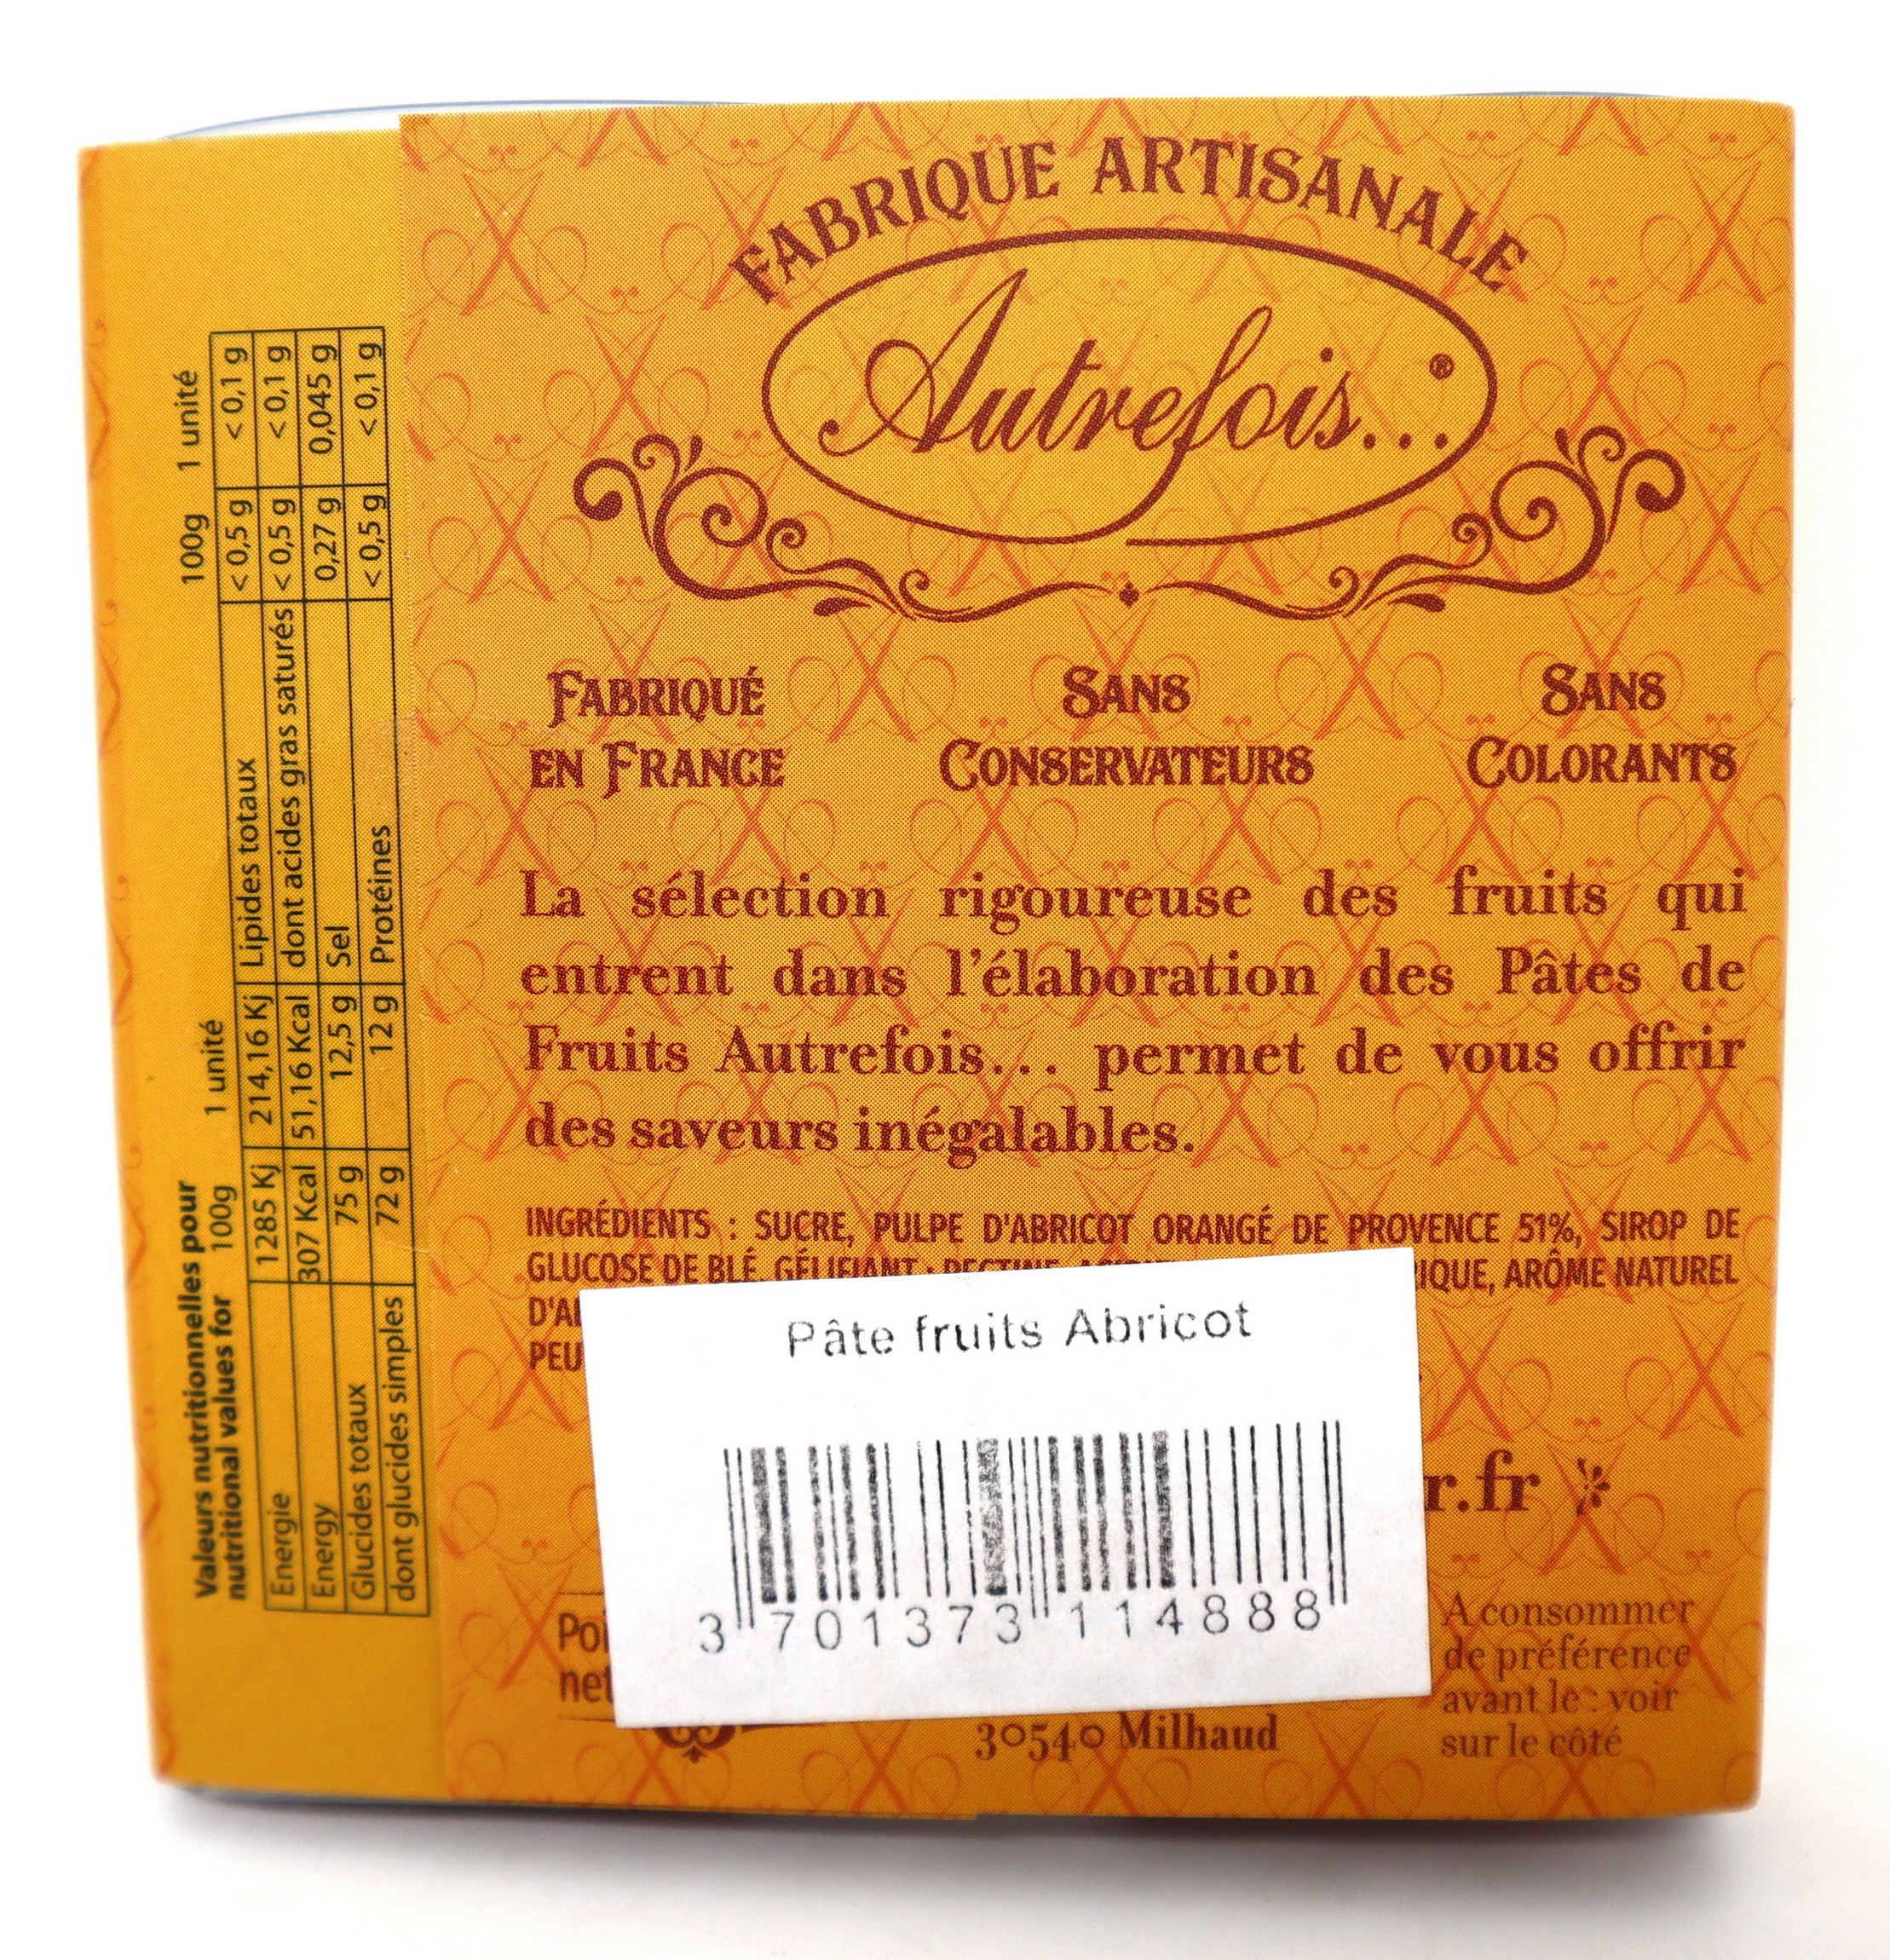 FABRIQUE ARTISANALE
Autrefois...®
FABRIQUÉ
EN FRANCE
SANS
CONSERVATEURS
SANS
COLORANTS
La sélection rigoureuse des fruits qui
entrent dans l'élaboration des Pâtes de
Fruits Autrefois... permet de vous offrir
des saveurs inégalables.
INGRÉDIENTS : SUCRE, PULPE D'ABRICOT ORANGÉ DE PROVENCE 51%, SIROP DE
GLUCOSE DE BLÉ, GÉLIFIANT : PECTINE, ARÔME NATUREL
Pâte fruits Abricot
3 701373 114888
r.fr
30540 Milhaud
A consommer
de préférence
avant le : voir
sur le côté
Valeurs nutritionnelles pour
nutritional values for 100g 1 unité 100g 1 unité
Energie 1285 Kj 214,16 Kj Lipides totaux < 0,5 g < 0,1 g
Energy 307 Kcal 51,16 Kcal dont acides gras saturés < 0,5 g < 0,1 g
Glucides totaux 75 g 12,5 g Sel 0,27 g 0,045 g
dont glucides simples 72 g 12 g Protéines < 0,5 g < 0,1 g